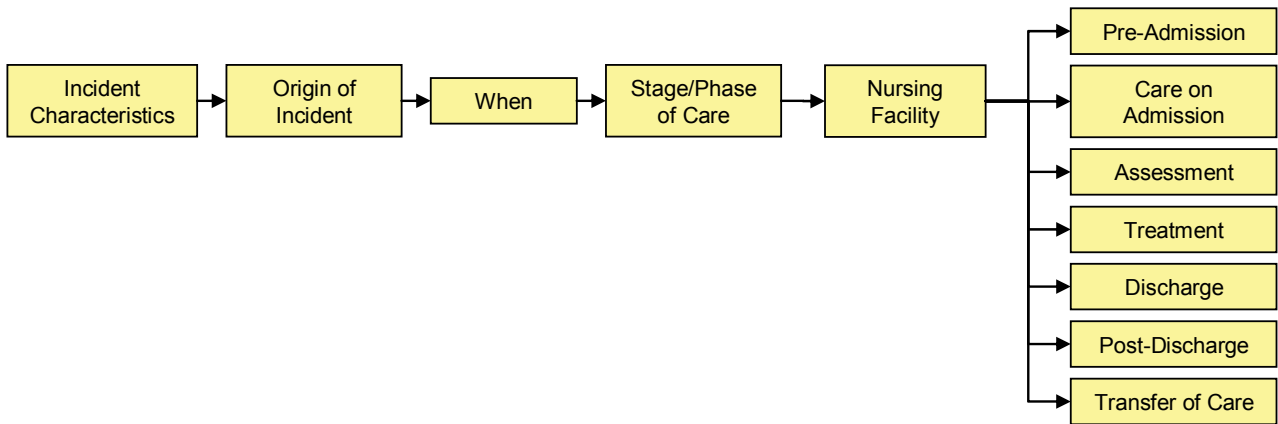 Incident
Characteristics
Origin of
Incident
When
Stage/Phase
of Care
Nursing
Facility
Pre-Admission
Care on
Admission
Assessment
Treatment
Discharge
Post-Discharge
Transfer of Care